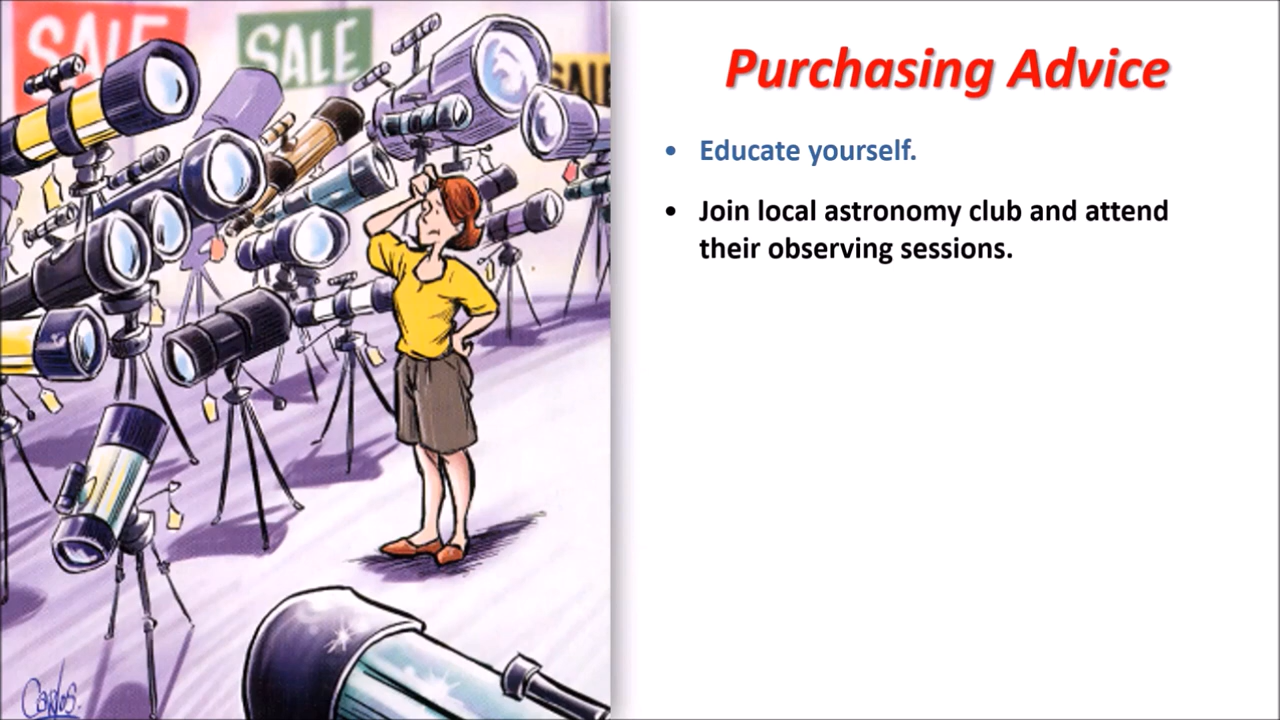 SALE
SALE
SALE
Purchasing Advice
• Educate yourself.
• Join local astronomy club and attend
their observing sessions.
Carlos